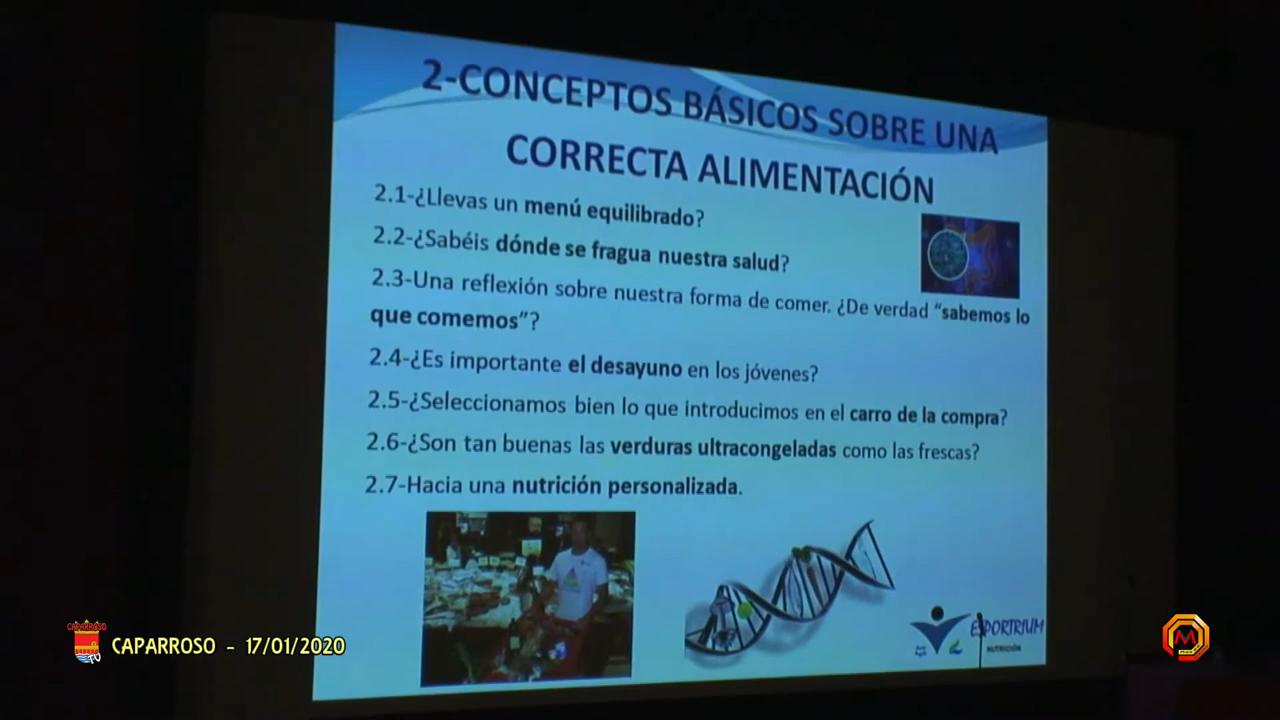 2-CONCEPTOS BÁSICOS SOBRE UNA
CORRECTA ALIMENTACIÓN
2.1-¿Llevas un menú equilibrado?
2.2-¿Sabéis dónde se fragua nuestra salud?
2.3-Una reflexión sobre nuestra forma de comer. ¿De verdad “sabemos lo
que comemos”?
2.4-¿Es importante el desayuno en los jóvenes?
2.5-¿Seleccionamos bien lo que introducimos en el carro de la compra?
2.6-¿Son tan buenas las verduras ultracongeladas como las frescas?
2.7-Hacia una nutrición personalizada.
ESPORTRIUM
NUTRICIÓN
CAPARROSO
TV
CAPARROSO - 17/01/2020
M